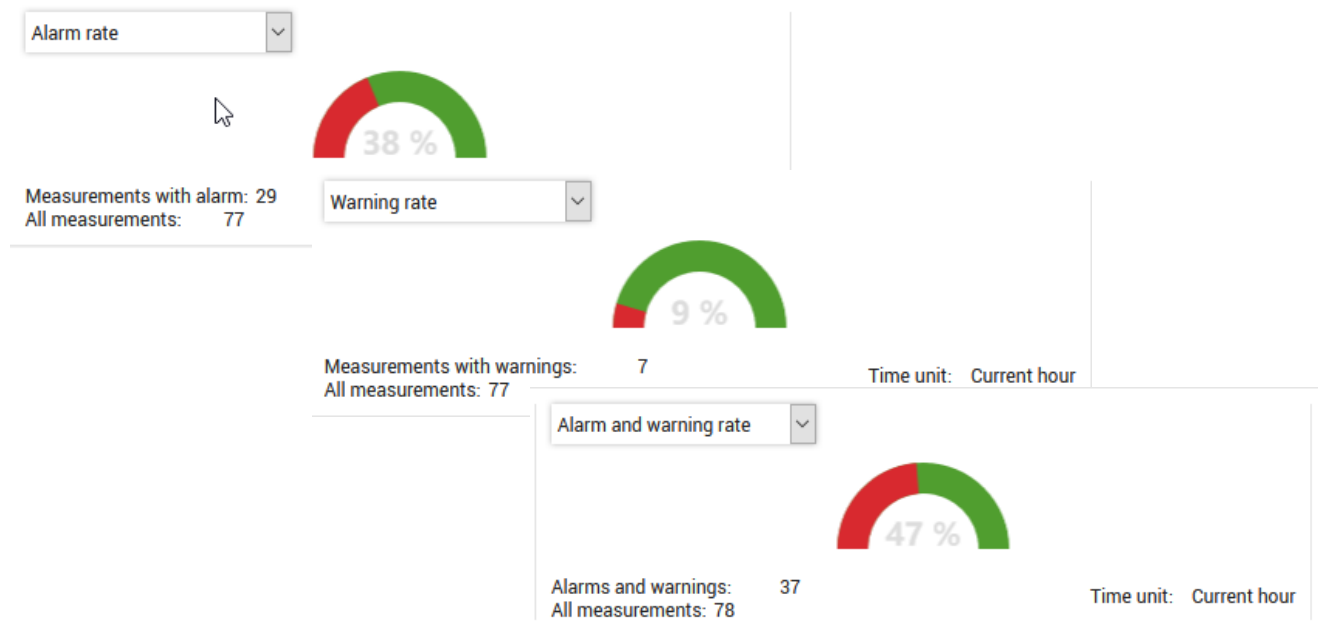 Alarm rate
38 %
Measurements with alarm: 29
All measurements: 77
Warning rate
9 %
Measurements with warnings: 7
All measurements: 77
Time unit: Current hour
Alarm and warning rate
47 %
Alarms and warnings: 37
All measurements: 78
Time unit: Current hour